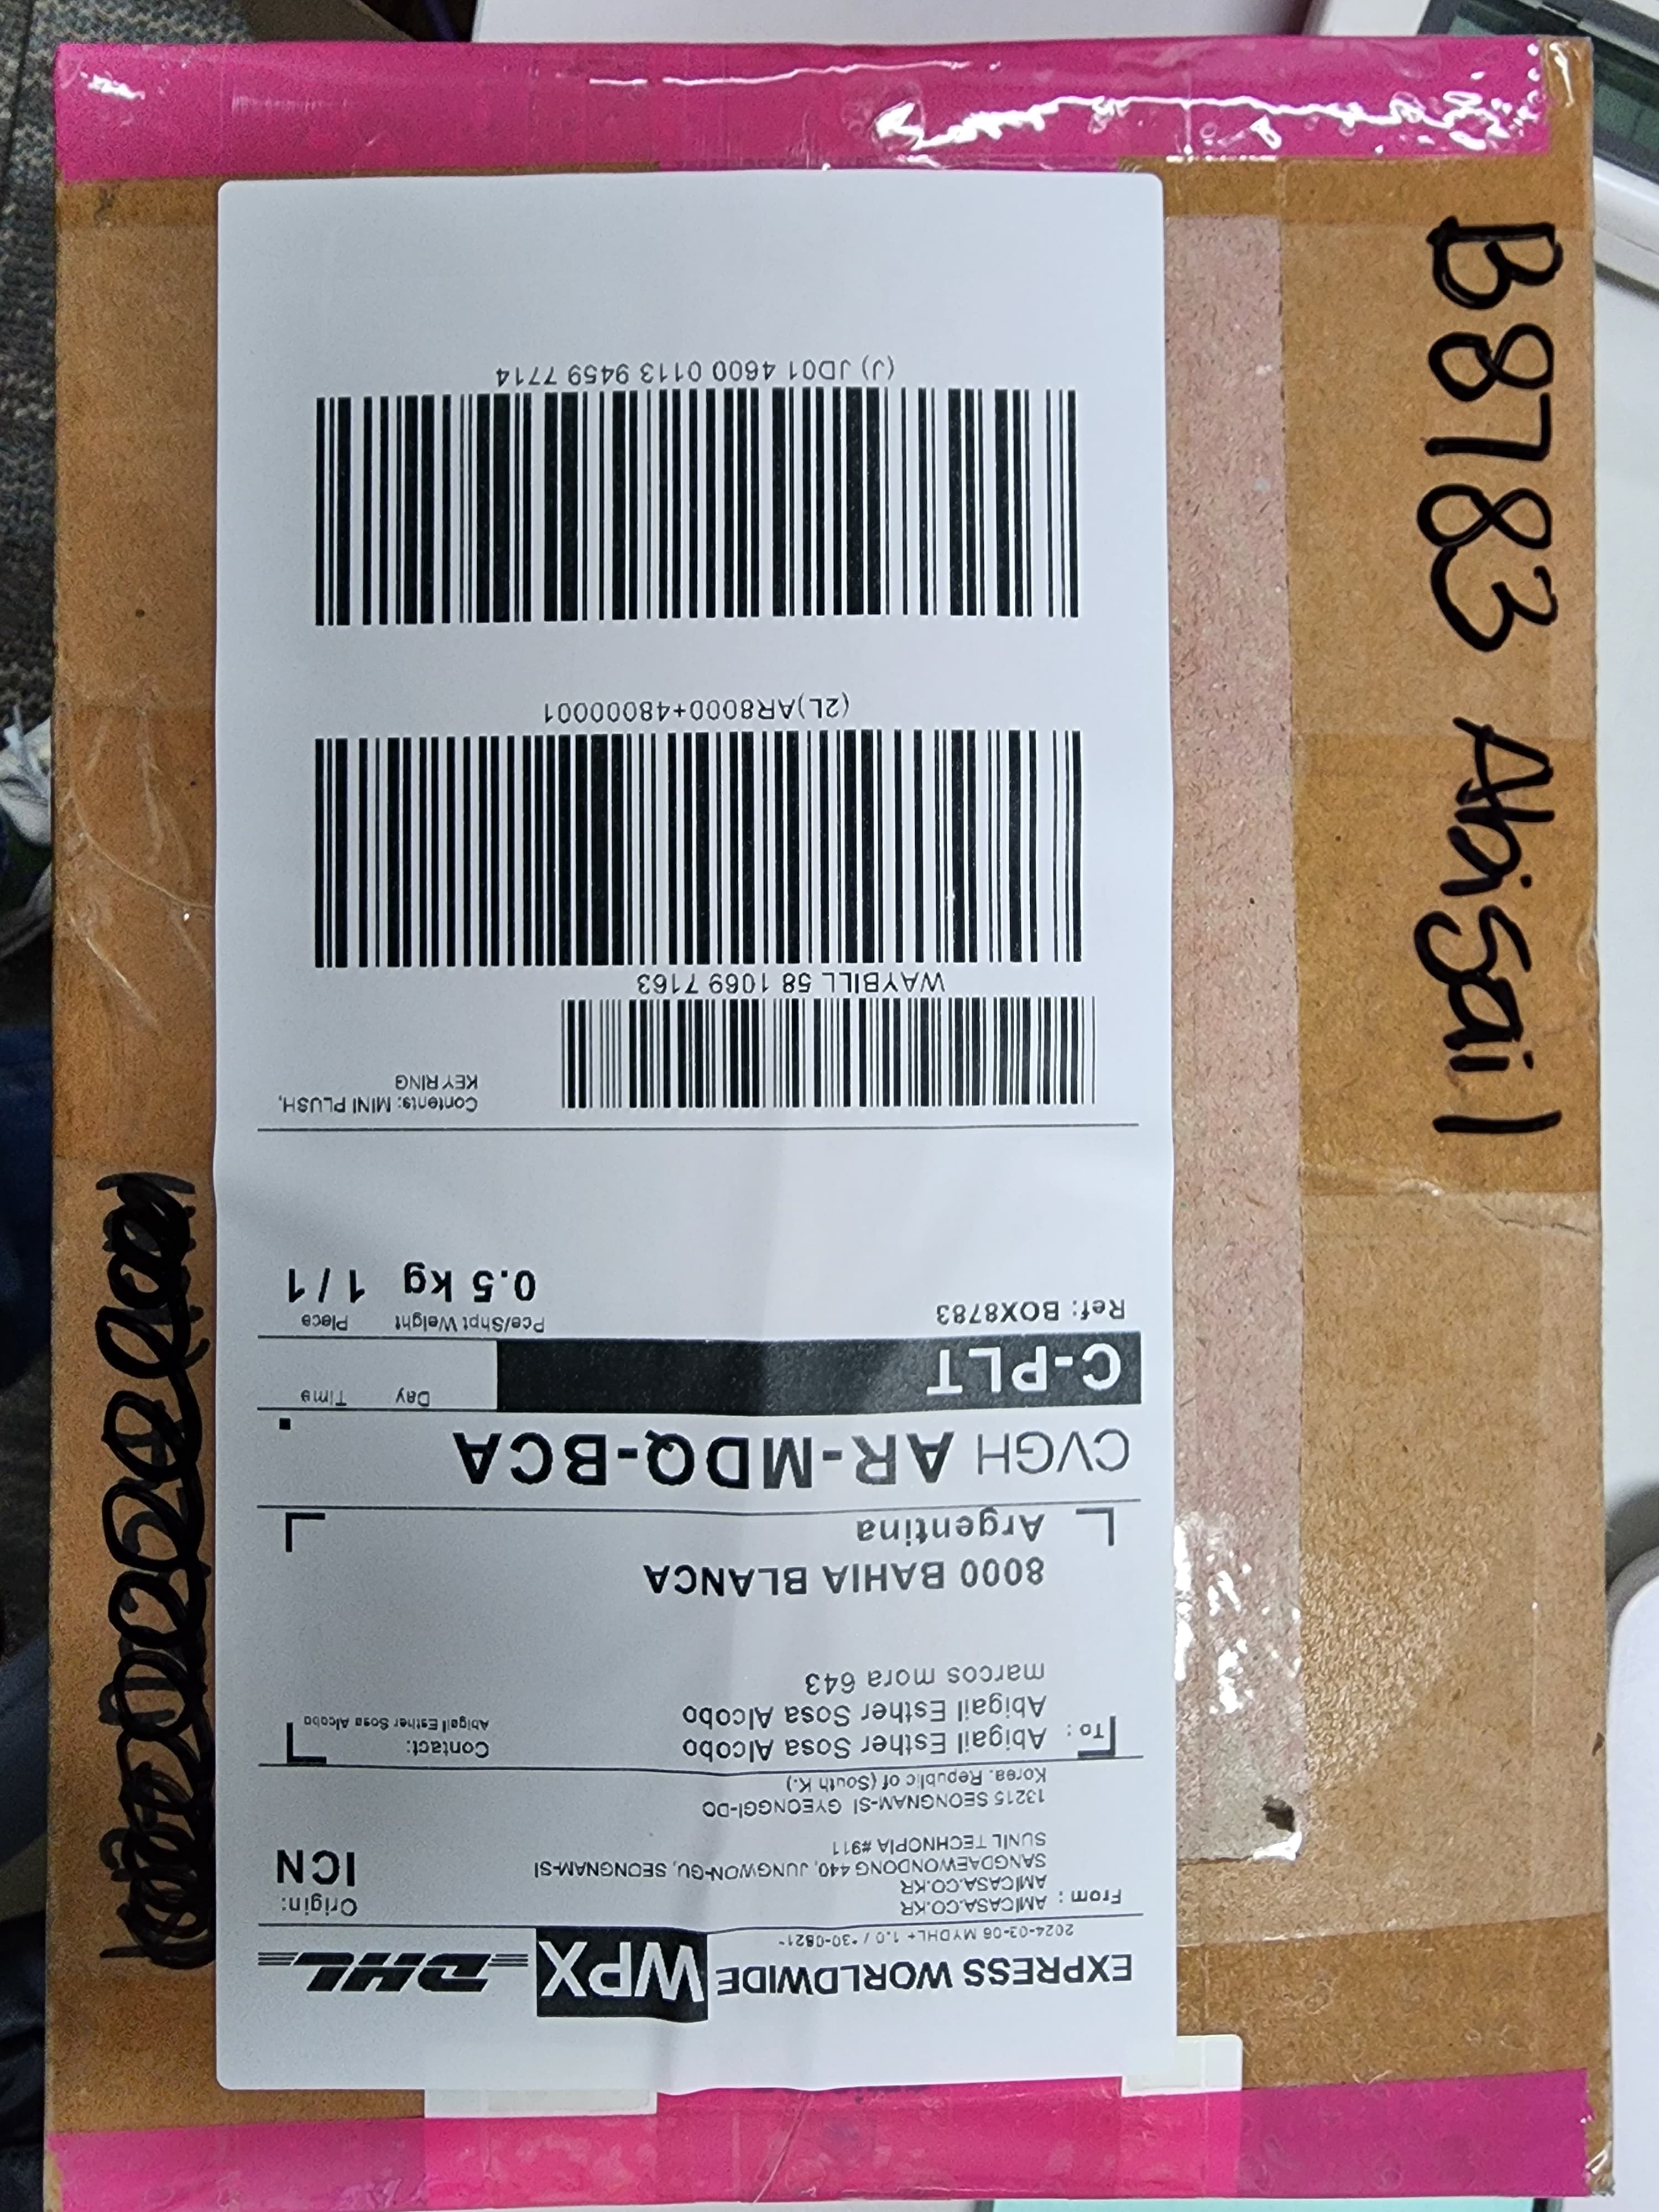 EXPRESS WORLDWIDE WPX DHL
2024-03-06 MYDHL+ 1.0 / *30-0821*
From : AMICASA.CO.KR
AMICASA.CO.KR
SANGDAEWONDONG 440, JUNGWON-GU, SEONGNAM-SI
SUNIL TECHNOPIA #911
13215 SEONGNAM-SI GYEONGGI-DO
Korea. Republic of (South K.)
Origin:
ICN
To : Abigail Esther Sosa Alcobo
Abigail Esther Sosa Alcobo
marcos mora 643
8000 BAHIA BLANCA
Argentina
Contact:
Abigail Esther Sosa Alcobo
CVGH AR-MDQ-BCA
C-PLT
Day Time
Ref: BOX8783
Pce/Shpt Weight Piece
0.5 kg 1 / 1
Contents: MINI PLUSH,
KEYRING
WAYBILL 58 1069 7163
(2L)AR8000+48000001
(J) JD01 4600 0113 9459 7714
B8783 Abisail